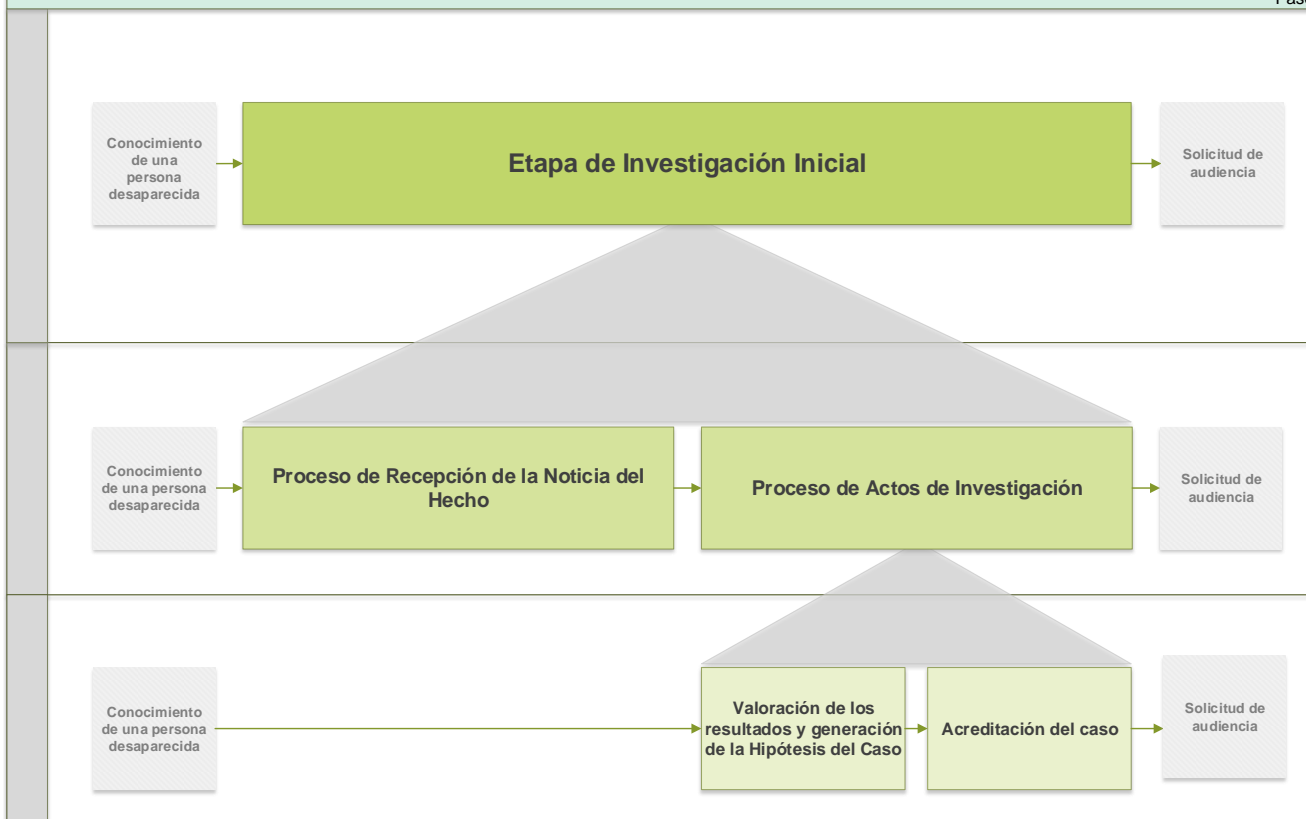 Conocimiento
de una
persona
desaparecida
Etapa de Investigación Inicial
Solicitud de
audiencia
Conocimiento
de una persona
desaparecida
Proceso de Recepción de la Noticia del
Hecho
Proceso de Actos de Investigación
Solicitud de
audiencia
Conocimiento
de una persona
desaparecida
Valoración de los
resultados y generación
de la Hipótesis del Caso
Acreditación del caso
Solicitud de
audiencia